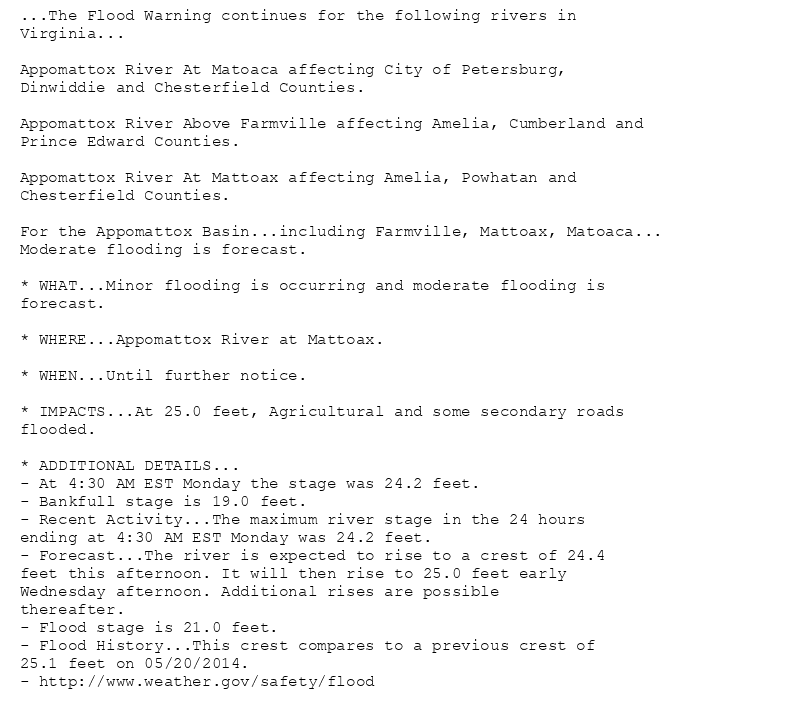 ...The Flood Warning continues for the following rivers in
Virginia...
Appomattox River At Matoaca affecting City of Petersburg,
Dinwiddie and Chesterfield Counties.
Appomattox River Above Farmville affecting Amelia, Cumberland and
Prince Edward Counties.
Appomattox River At Mattoax affecting Amelia, Powhatan and
Chesterfield Counties.
For the Appomattox Basin...including Farmville, Mattoax, Matoaca...
Moderate flooding is forecast.
* WHAT...Minor flooding is occurring and moderate flooding is
forecast.
* WHERE...Appomattox River at Mattoax.
* WHEN...Until further notice.
* IMPACTS...At 25.0 feet, Agricultural and some secondary roads
flooded.
* ADDITIONAL DETAILS...
- At 4:30 AM EST Monday the stage was 24.2 feet.
- Bankfull stage is 19.0 feet.
- Recent Activity...The maximum river stage in the 24 hours
ending at 4:30 AM EST Monday was 24.2 feet.
- Forecast...The river is expected to rise to a crest of 24.4
feet this afternoon. It will then rise to 25.0 feet early
Wednesday afternoon. Additional rises are possible
thereafter.
- Flood stage is 21.0 feet.
- Flood History...This crest compares to a previous crest of
25.1 feet on 05/20/2014.
- http://www.weather.gov/safety/flood